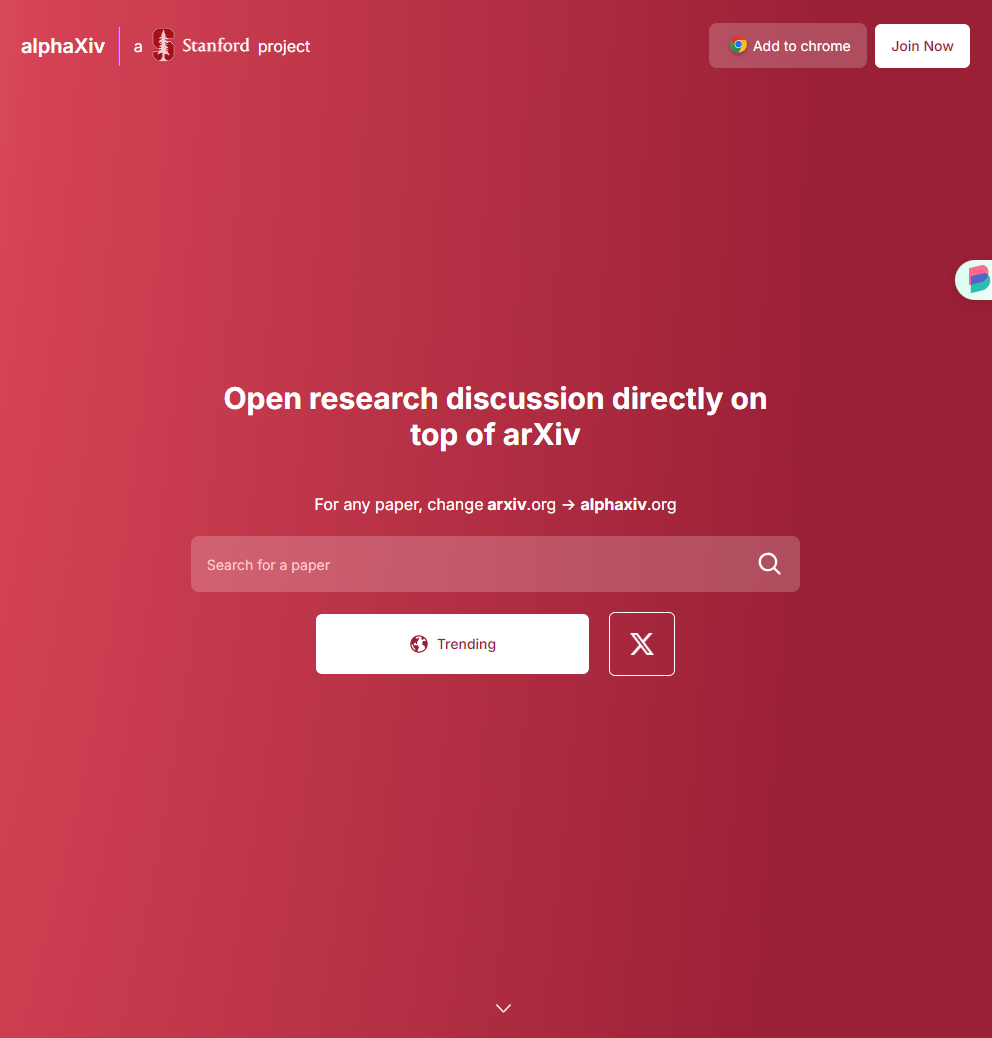 alphaXiv a Stanford project
Add to chrome
Join Now
Open research discussion directly on
top of arXiv
For any paper, change arxiv.org → alphaxiv.org
Search for a paper
Trending